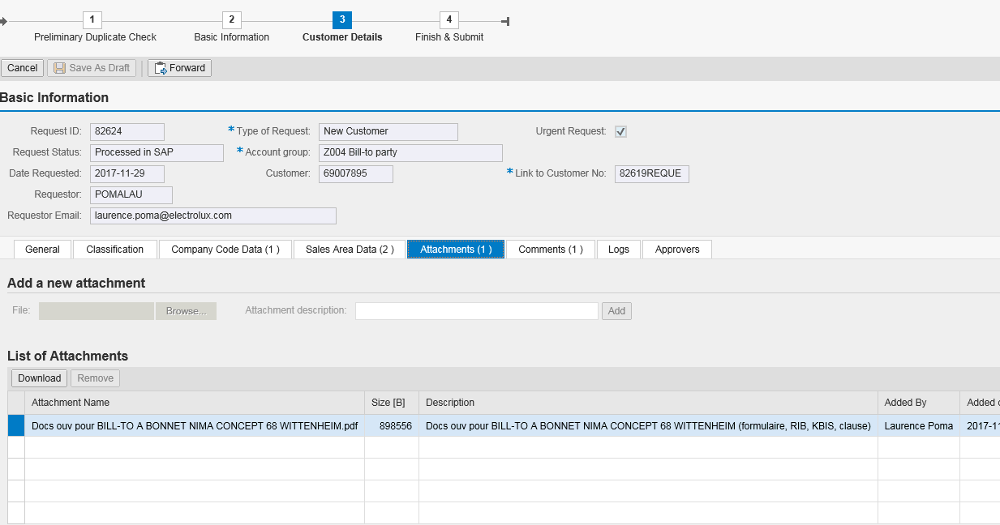 1 2 3 4
Preliminary Duplicate Check Basic Information Customer Details Finish & Submit
Cancel Save As Draft Forward
Basic Information
Request ID: 82624 * Type of Request: New Customer Urgent Request:
Request Status: Processed in SAP * Account group: Z004 Bill-to party
Date Requested: 2017-11-29 Customer: 69007895 * Link to Customer No: 82619REQUE
Requestor: POMALAU
Requestor Email: laurence.poma@electrolux.com
General Classification Company Code Data (1 ) Sales Area Data (2 ) Attachments (1 ) Comments (1 ) Logs Approvers
Add a new attachment
File: Browse... Attachment description: Add
List of Attachments
Download Remove
Attachment Name Size [B] Description Added By Added
Docs ouv pour BILL-TO A BONNET NIMA CONCEPT 68 WITTENHEIM.pdf 898556 Docs ouv pour BILL-TO A BONNET NIMA CONCEPT 68 WITTENHEIM (formulaire, RIB, KBIS, clause) Laurence Poma 2017-11